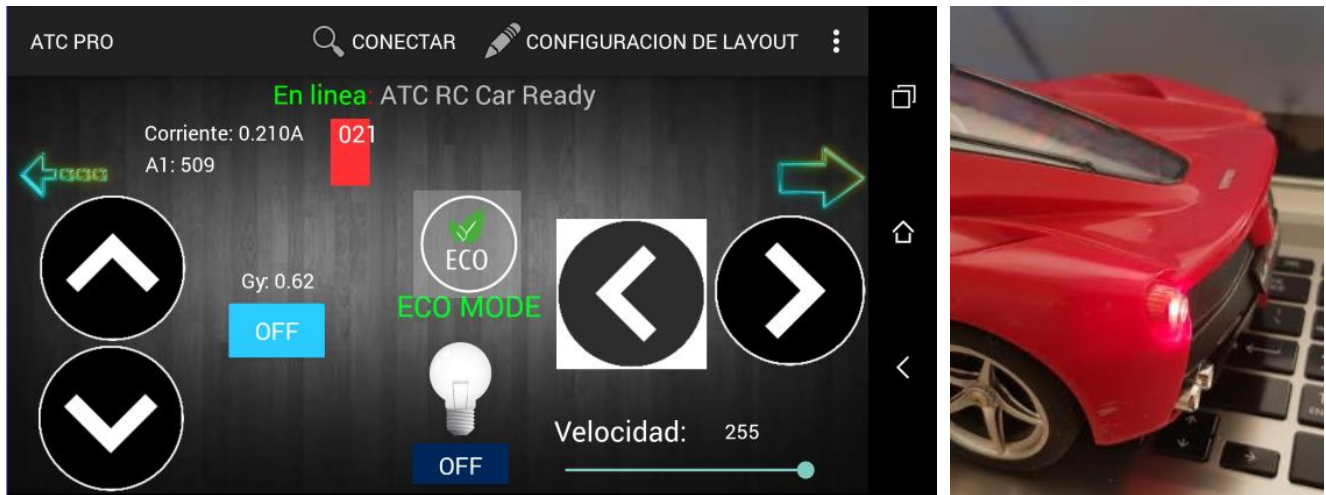 ATC PRO
CONECTAR
CONFIGURACION DE LAYOUT
En linea: ATC RC Car Ready
Corriente: 0.210A
021
A1: 509
ECO
Gy: 0.62
ECO MODE
OFF
Velocidad: 255
OFF